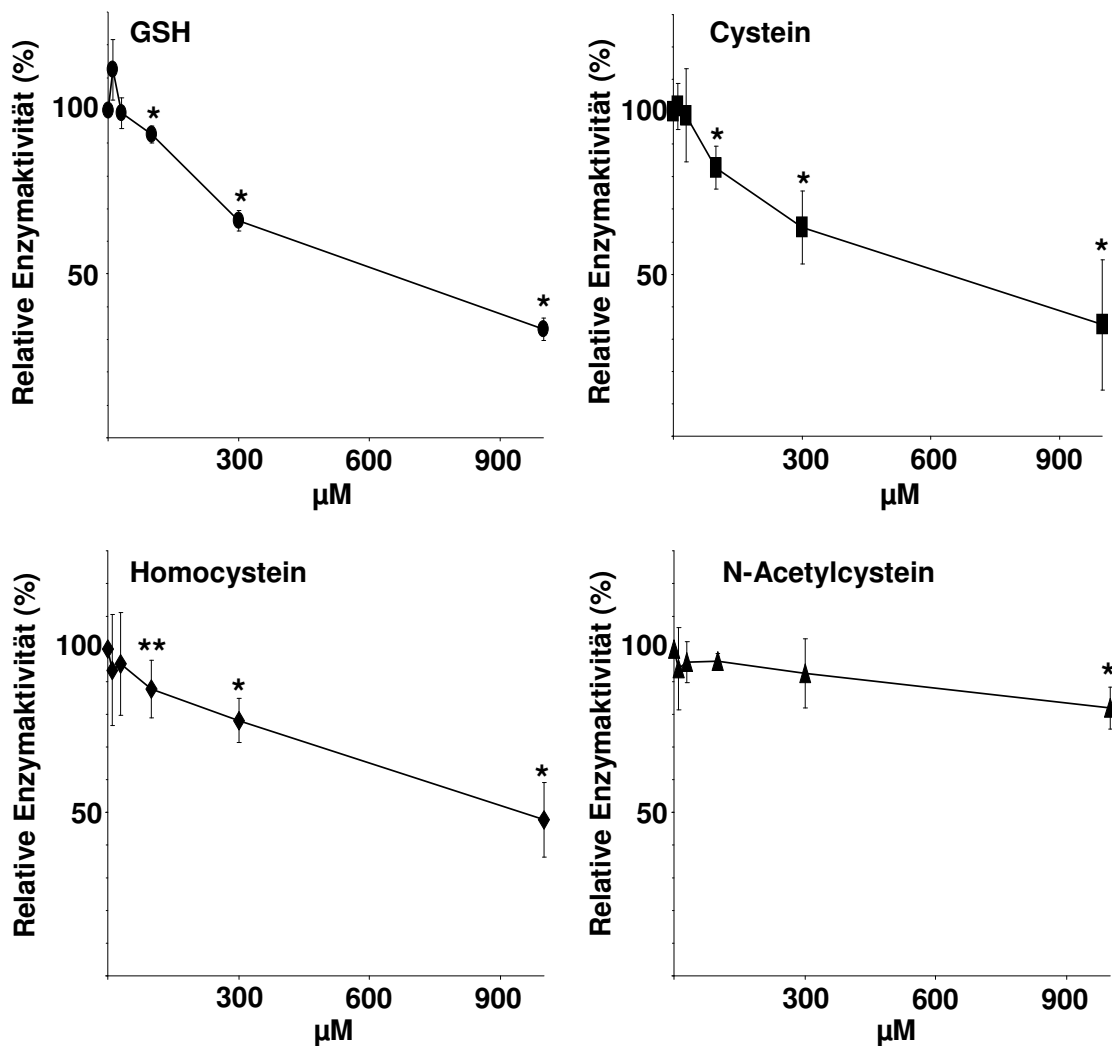 GSH
Relative Enzymaktivität (%)
100
50
*
*
*
300
600
900
µM
Cystein
Relative Enzymaktivität (%)
100
50
*
*
*
300
600
900
µM
Homocystein
Relative Enzymaktivität (%)
100
50
**
*
*
300
600
900
µM
N-Acetylcystein
Relative Enzymaktivität (%)
100
50
*
300
600
900
µM